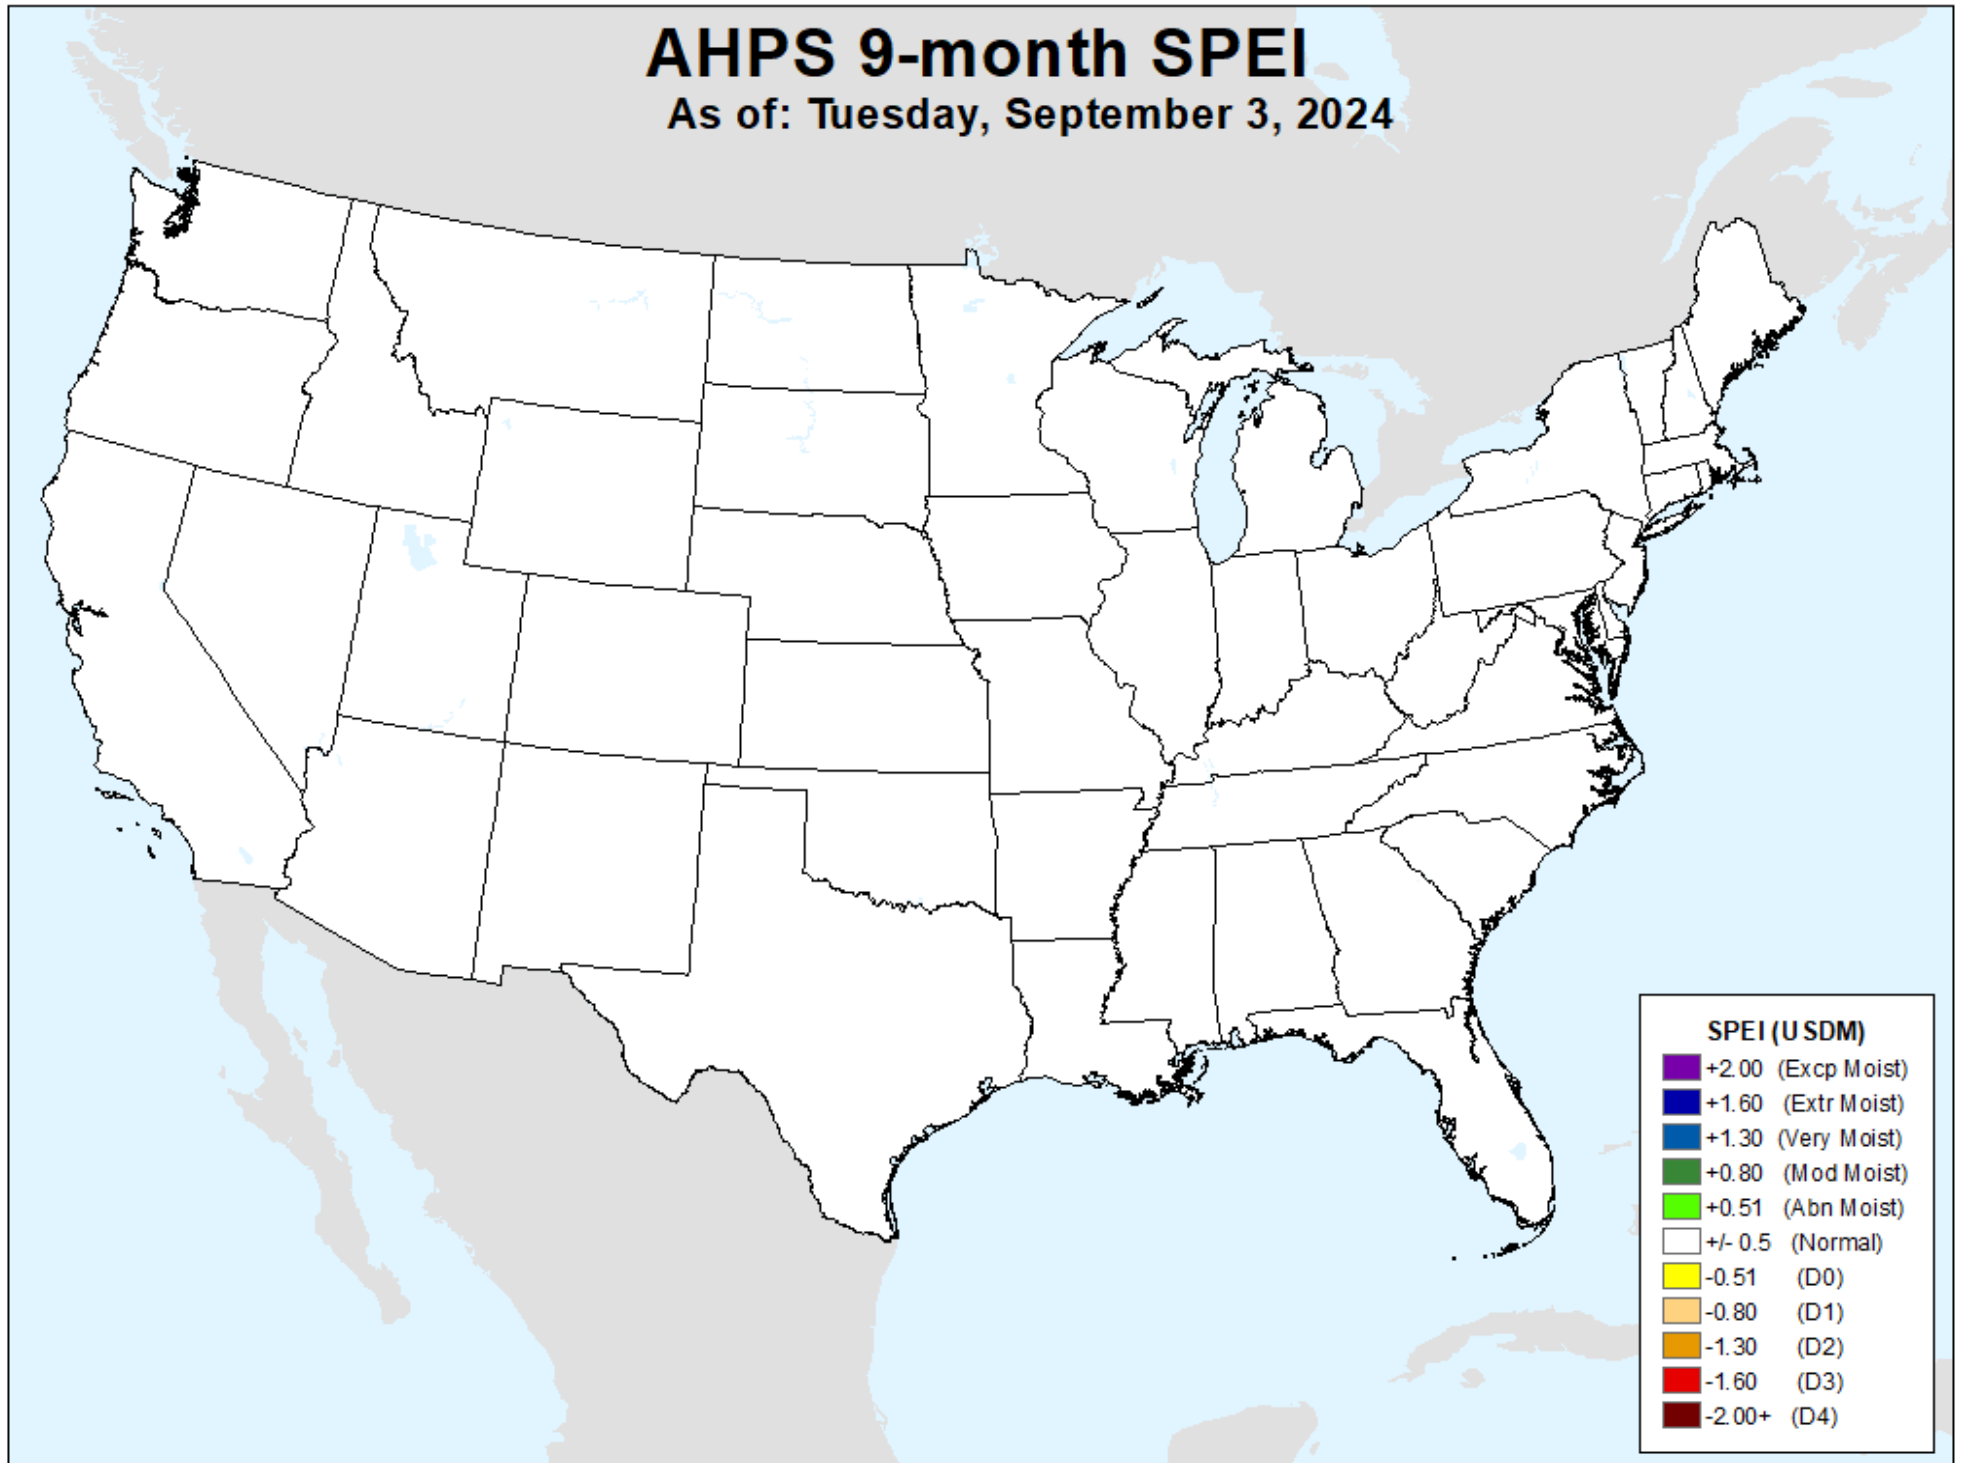 AHPS 9-month SPEI
As of: Tuesday, September 3, 2024
SPEI (USDM)
+2.00 (Excp Moist)
+1.60 (Extr Moist)
+1.30 (Very Moist)
+0.80 (Mod Moist)
+0.51 (Abn Moist)
+/- 0.5 (Normal)
-0.51 (D0)
-0.80 (D1)
-1.30 (D2)
-1.60 (D3)
-2.00+ (D4)